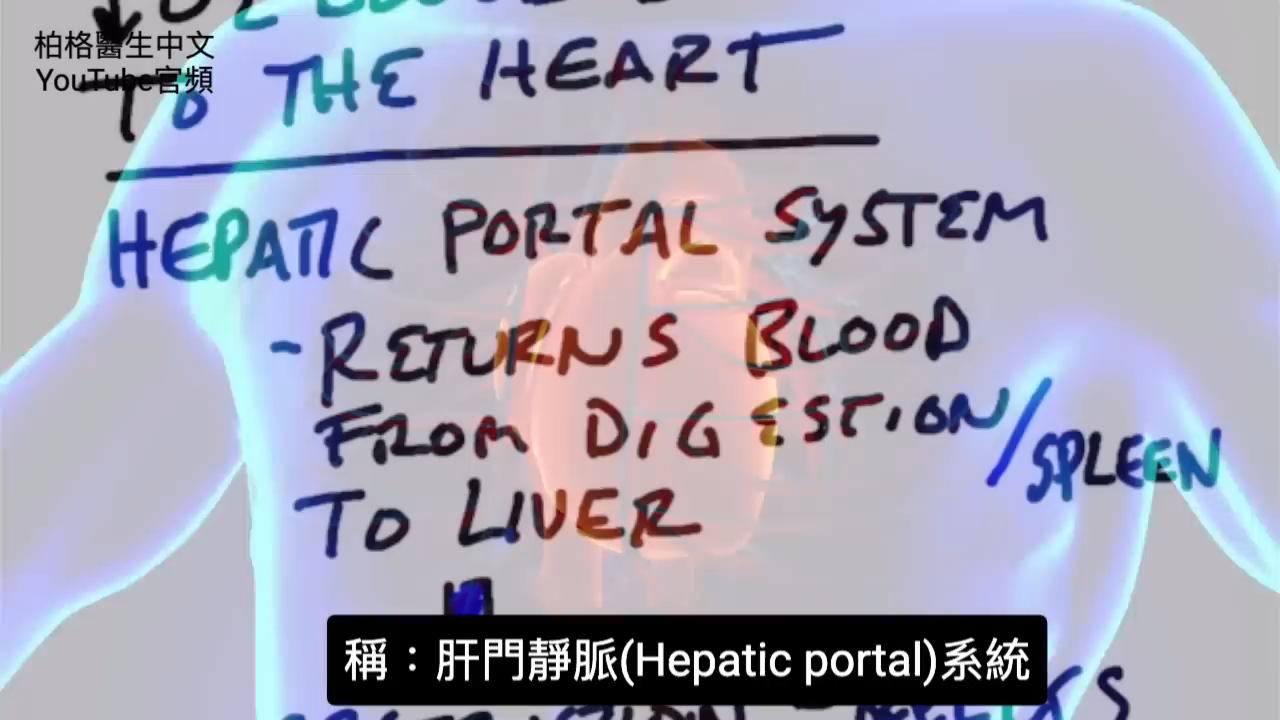 柏格醫生中文
YouTube官頻
TO THE HEART
HEPATIC PORTAL SYSTEM
- RETURNS BLOOD
FROM DIGESTION/SPLEEN
TO LIVER
稱：肝門靜脈(Hepatic portal)系統